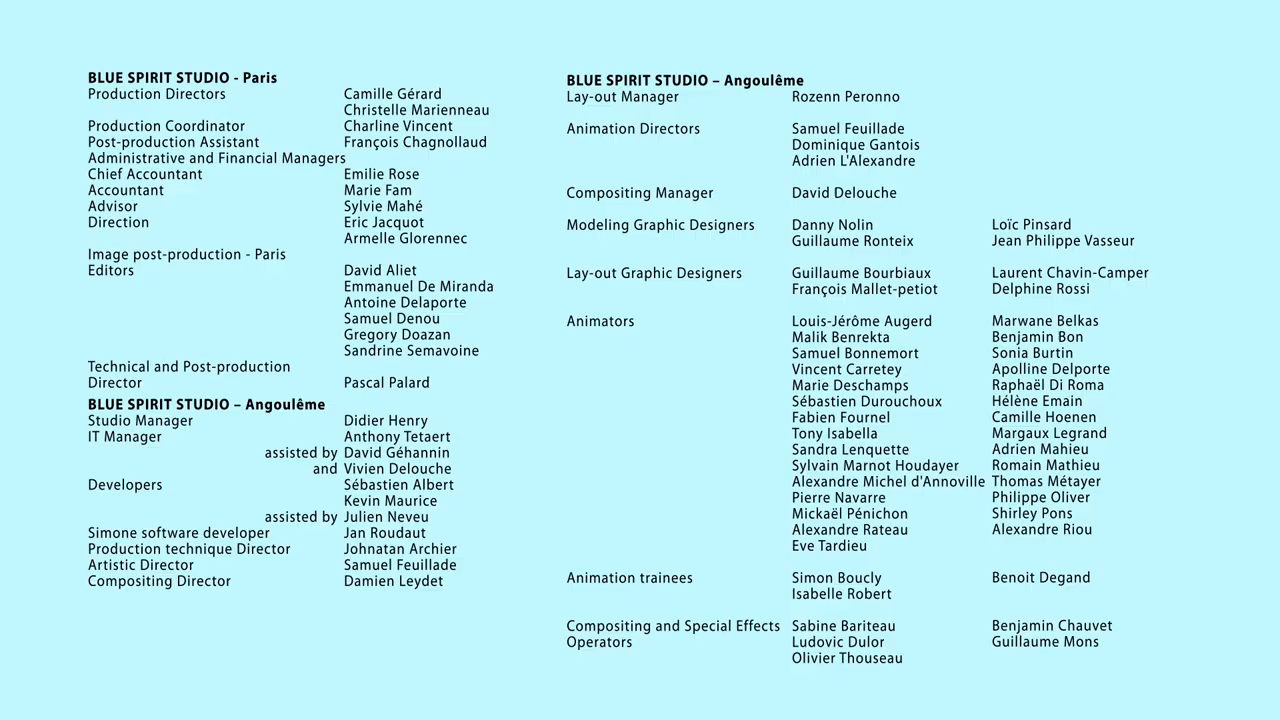 BLUE SPIRIT STUDIO - Paris
Production Directors Camille Gérard
Christelle Marienneau
Production Coordinator Charline Vincent
Post-production Assistant François Chagnollaud
Administrative and Financial Managers
Chief Accountant Emilie Rose
Accountant Marie Fam
Advisor Sylvie Mahé
Direction Eric Jacquot
Armelle Glorennec
Image post-production - Paris
Editors David Aliet
Emmanuel De Miranda
Antoine Delaporte
Samuel Denou
Gregory Doazan
Sandrine Semavoine
Technical and Post-production
Director Pascal Palard
BLUE SPIRIT STUDIO – Angoulême
Studio Manager Didier Henry
IT Manager Anthony Tetaert
assisted by David Géhannin
and Vivien Delouche
Developers Sébastien Albert
Kevin Maurice
assisted by Julien Neveu
Simone software developer Jan Roudaut
Production technique Director Johnatan Archier
Artistic Director Samuel Feuillade
Compositing Director Damien Leydet
BLUE SPIRIT STUDIO – Angoulême
Lay-out Manager Rozenn Peronno
Animation Directors Samuel Feuillade
Dominique Gantois
Adrien L'Alexandre
Compositing Manager David Delouche
Modeling Graphic Designers Danny Nolin Loïc Pinsard
Guillaume Ronteix Jean Philippe Vasseur
Lay-out Graphic Designers Guillaume Bourbiaux Laurent Chavin-Camper
François Mallet-petiot Delphine Rossi
Animators Louis-Jérôme Augerd Marwane Belkas
Malik Benrekta Benjamin Bon
Samuel Bonnemort Sonia Burtin
Vincent Carretey Apolline Delporte
Marie Deschamps Raphaël Di Roma
Sébastien Durouchoux Hélène Emain
Fabien Fournel Camille Hoenen
Tony Isabella Margaux Legrand
Sandra Lenquette Adrien Mahieu
Sylvain Marnot Houdayer Romain Mathieu
Alexandre Michel d'Annoville Thomas Métayer
Pierre Navarre Philippe Oliver
Mickaël Pénichon Shirley Pons
Alexandre Rateau Alexandre Riou
Eve Tardieu
Animation trainees Simon Boucly Benoit Degand
Isabelle Robert
Compositing and Special Effects Sabine Bariteau Benjamin Chauvet
Operators Ludovic Dulor Guillaume Mons
Olivier Thouseau